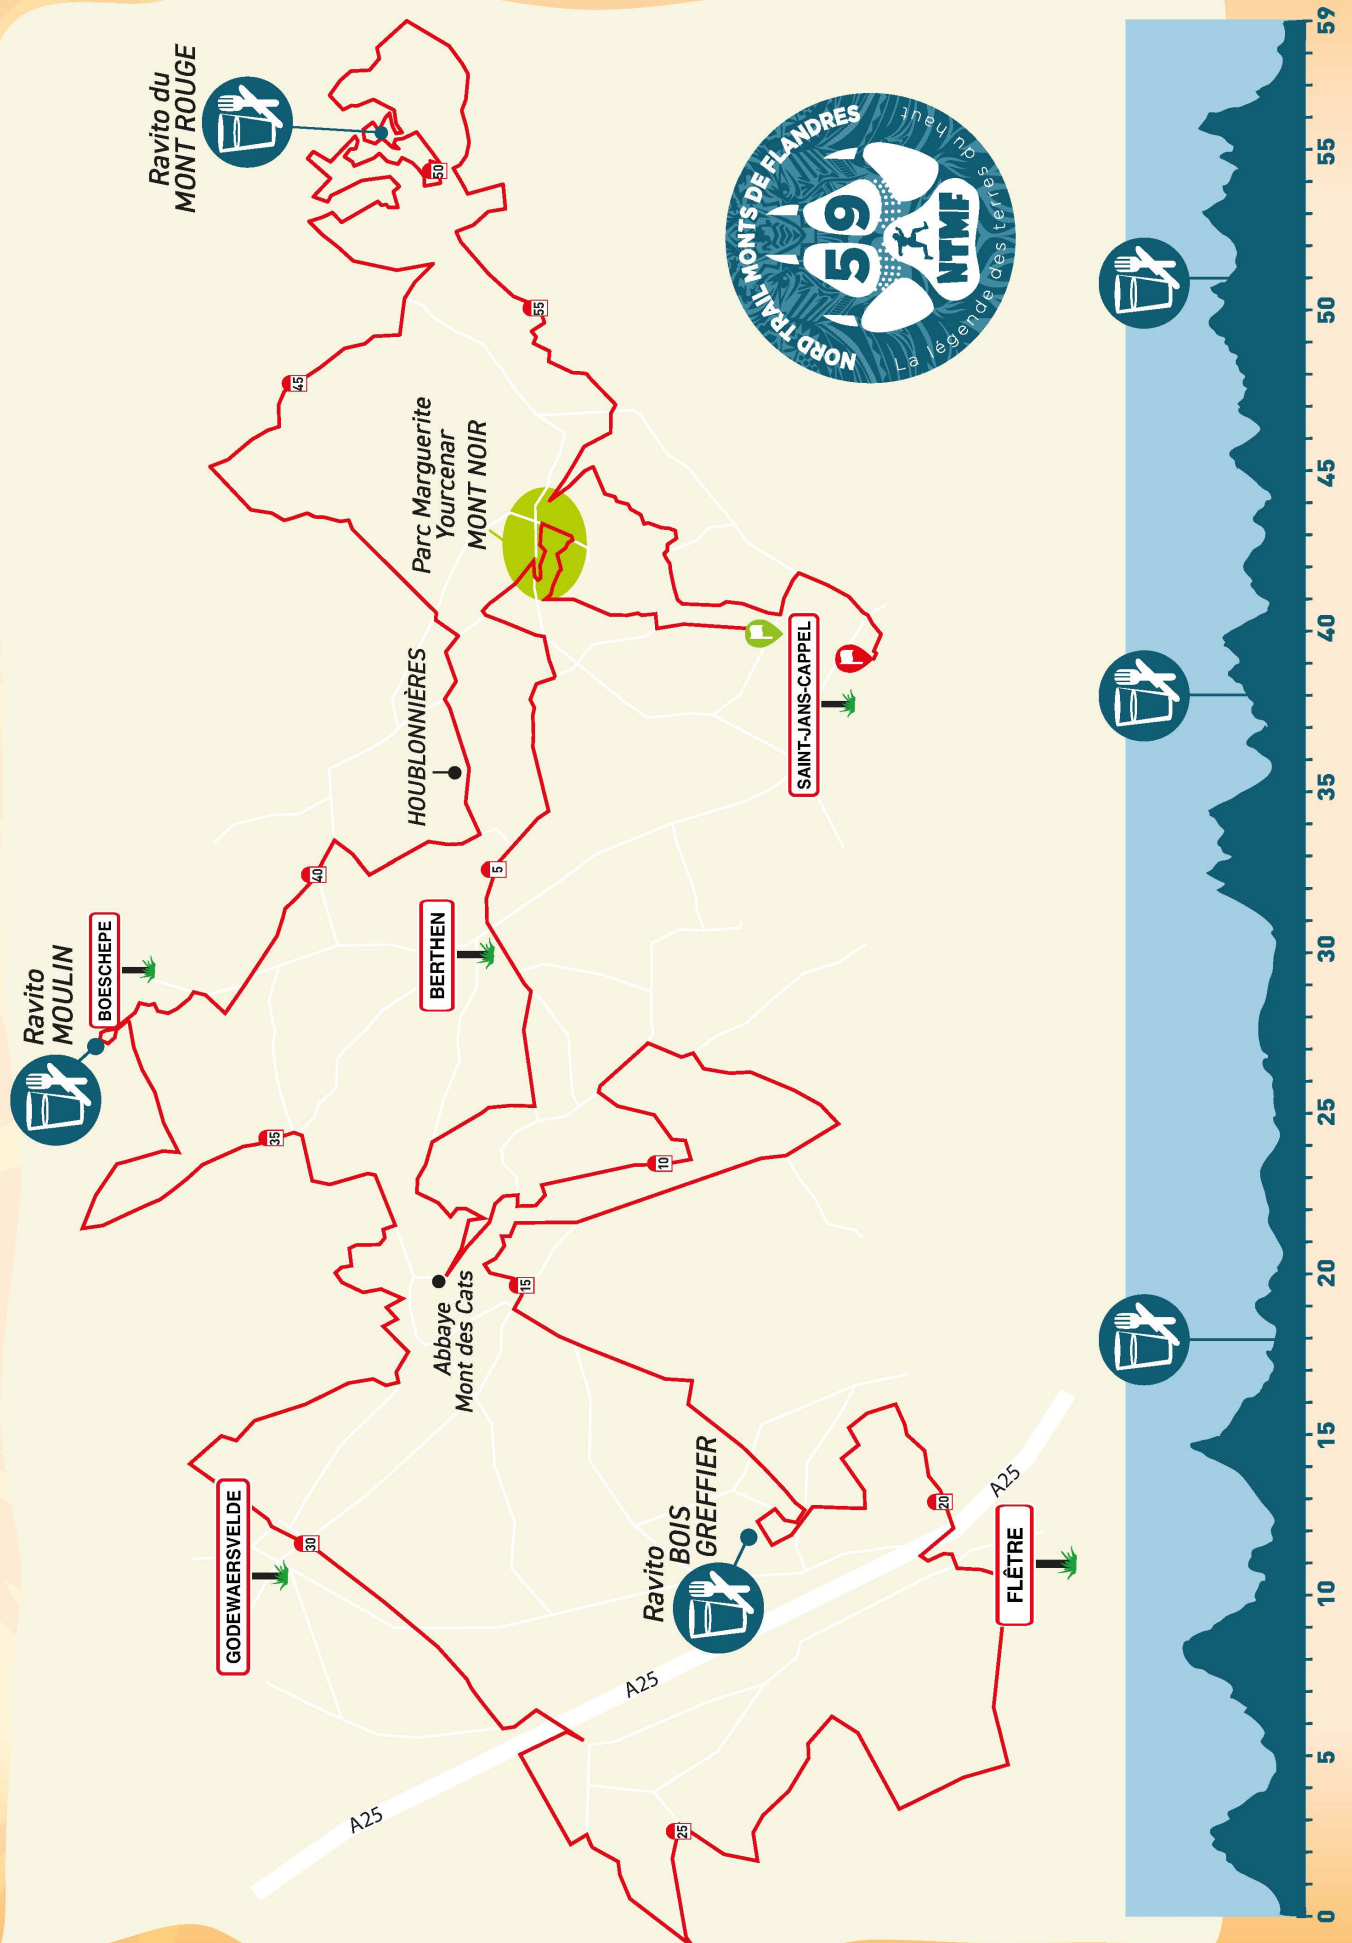 Ravito du
MONT ROUGE
50
55
45
Parc Marguerite
Yourcenar
MONT NOIR
HOUBLONNIÈRES
SAINT-JANS-CAPPEL
40
5
BERTHEN
BOESCHEPE
Ravito
MOULIN
35
10
15
Abbaye
Mont des Cats
GODEWAERSVELDE
30
Ravito
BOIS
GREFFIER
20
A25
FLÊTRE
A25
A25
25
NORD TRAIL MONTS DE FLANDRES
59
NTMF
La légende des terres du haut
0
5
10
15
20
25
30
35
40
45
50
55
59